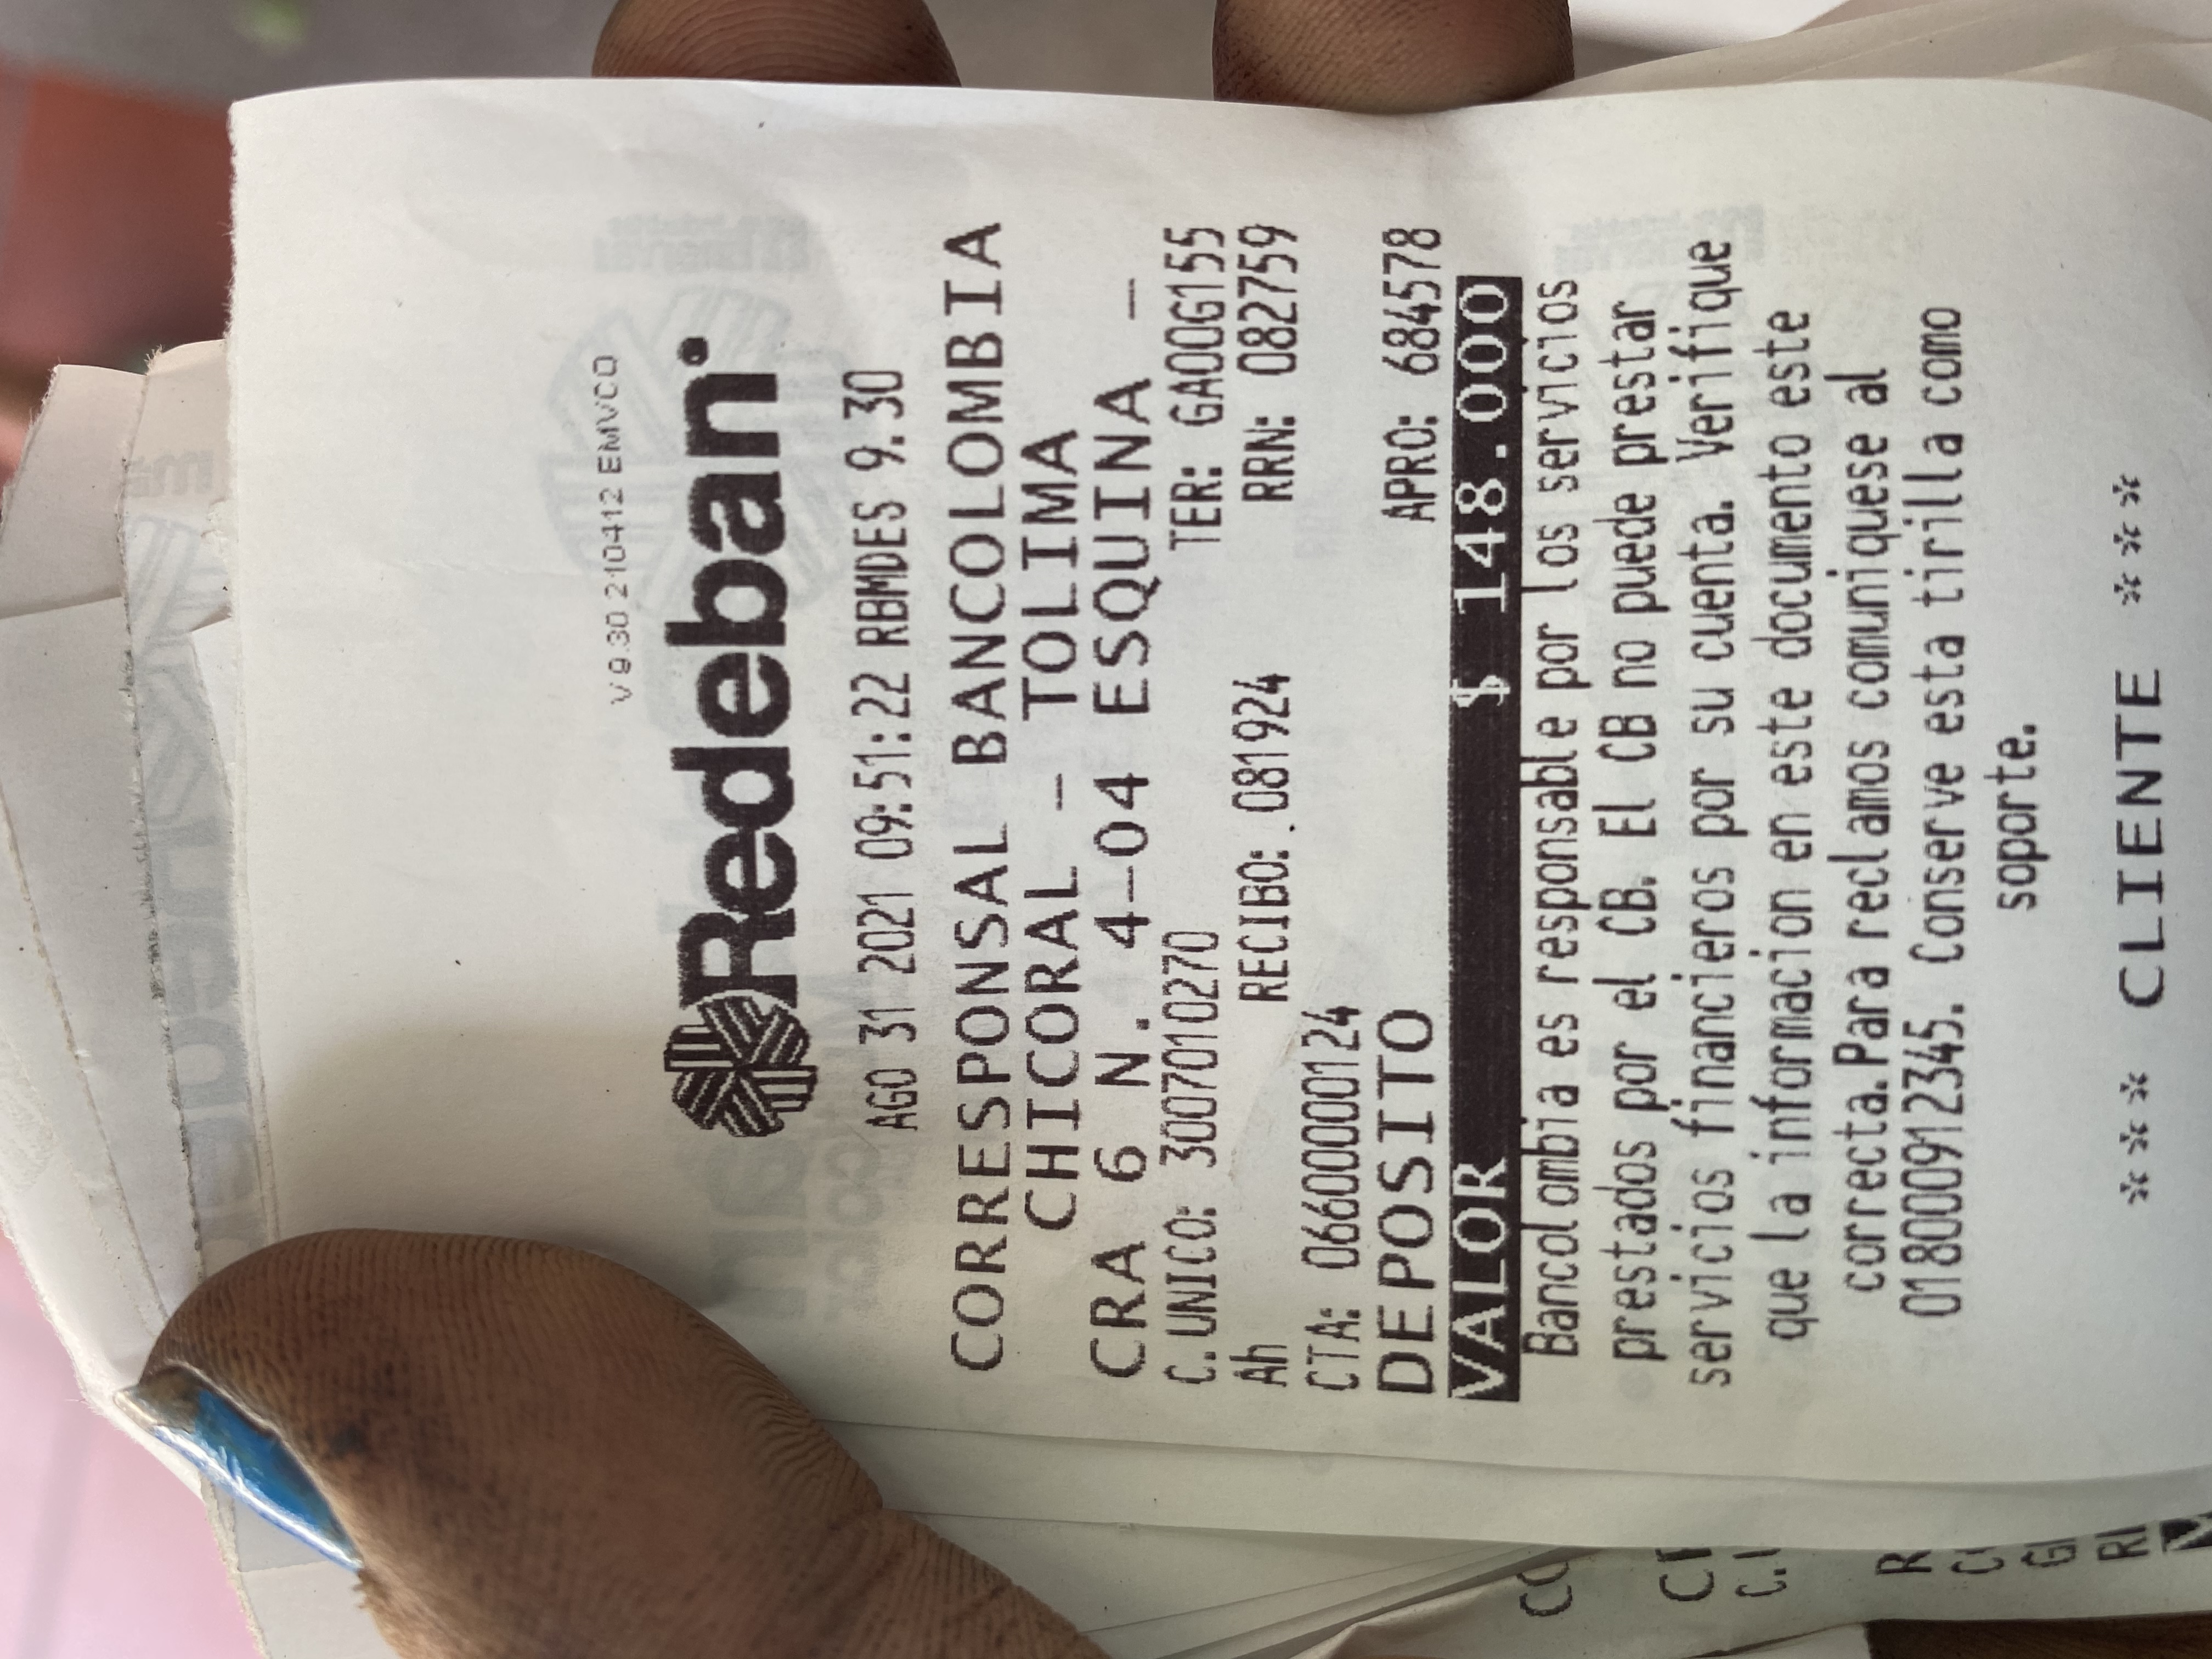 V9.30 210412 EMVCO
Redeban
AGO 31 2021 09:51:22 RBMDES 9.30
CORRESPONSAL BANCOLOMBIA
CHICORAL - TOLIMA
CRA 6 N. 4-04 ESQUINA -
C.UNICO: 3007010270 TER: GA00G155
Ah RECIBO: 081924 RRN: 082759
CTA: 06600000124
DEPOSITO APRO: 684578
VALOR $ 148.000
Bancolombia es responsable por los servicios
prestados por el CB. El CB no puede prestar
servicios financieros por su cuenta. Verifique
que la informacion en este documento este
correcta.Para reclamos comuniquese al
018000912345. Conserve esta tirilla como
soporte.
*** CLIENTE ***